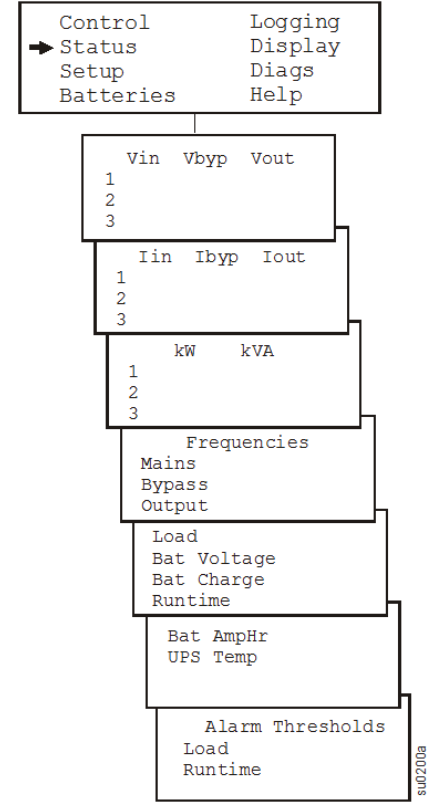 Control Logging
Status Display
Setup Diags
Batteries Help
Vin Vbyp Vout
1
2
3
Iin Ibyp Iout
1
2
3
kW kVA
1
2
3
Frequencies
Mains
Bypass
Output
Load
Bat Voltage
Bat Charge
Runtime
Bat AmpHr
UPS Temp
Alarm Thresholds
Load
Runtime
su0200a